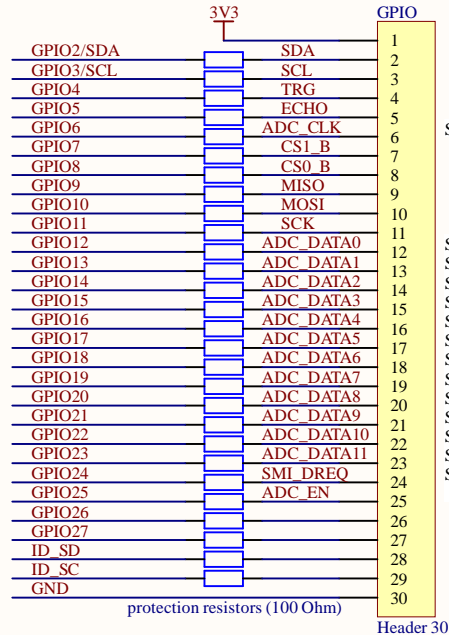 3V3 GPIO
1
GPIO2/SDA SDA 2
GPIO3/SCL SCL 3
GPIO4 TRG 4
GPIO5 ECHO 5
GPIO6 ADC_CLK 6
GPIO7 CS1_B 7
GPIO8 CS0_B 8
GPIO9 MISO 9
GPIO10 MOSI 10
GPIO11 SCK 11
GPIO12 ADC_DATA0 12
GPIO13 ADC_DATA1 13
GPIO14 ADC_DATA2 14
GPIO15 ADC_DATA3 15
GPIO16 ADC_DATA4 16
GPIO17 ADC_DATA5 17
GPIO18 ADC_DATA6 18
GPIO19 ADC_DATA7 19
GPIO20 ADC_DATA8 20
GPIO21 ADC_DATA9 21
GPIO22 ADC_DATA10 22
GPIO23 ADC_DATA11 23
GPIO24 SMI_DREQ 24
GPIO25 ADC_EN 25
GPIO26 26
GPIO27 27
ID_SD 28
ID_SC 29
GND 30
protection resistors (100 Ohm)
Header 30